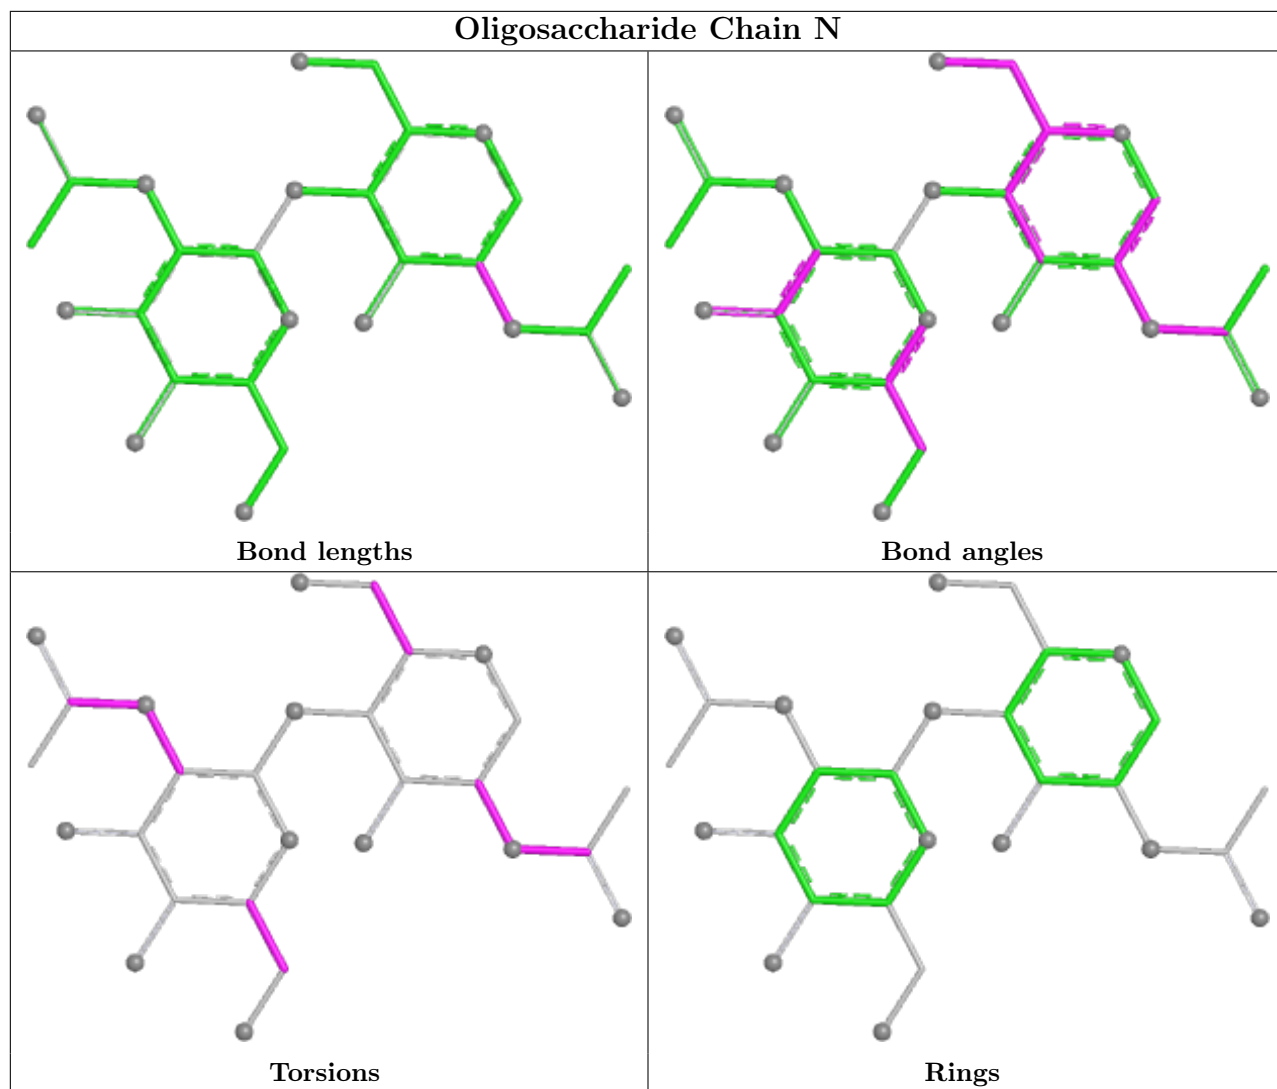 Oligosaccharide Chain N
Bond lengths
Bond angles
Torsions
Rings